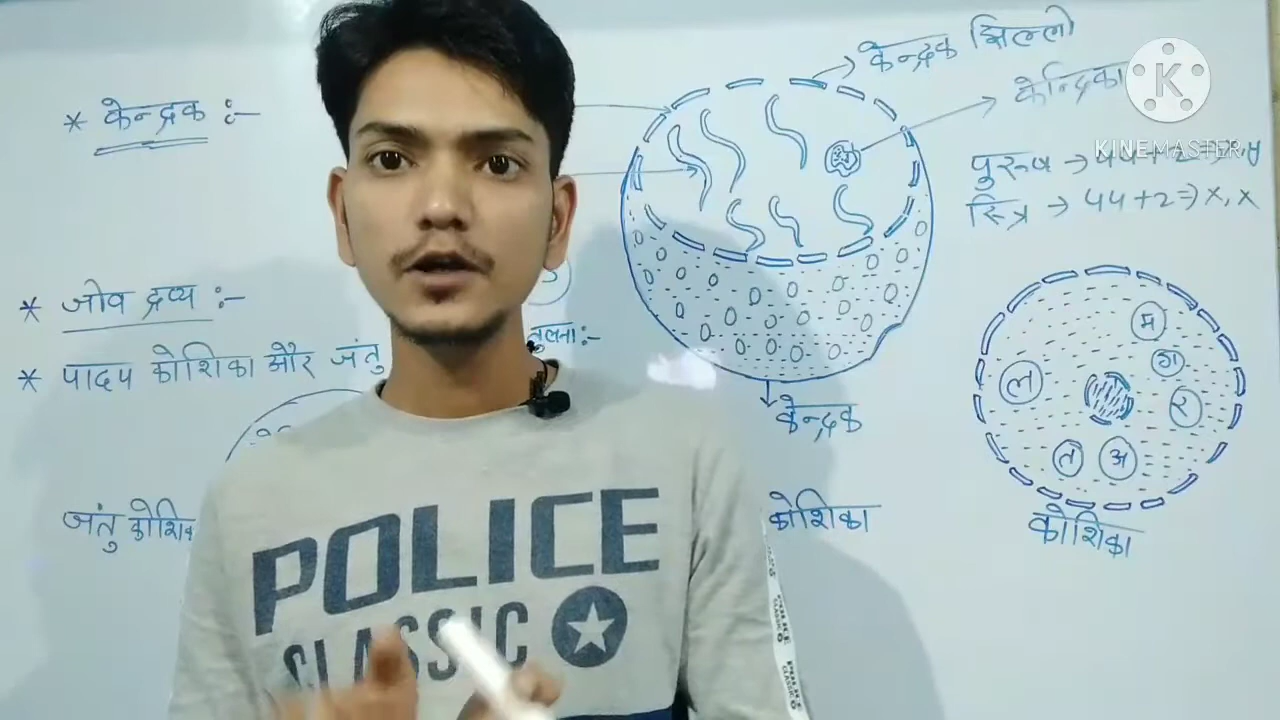 * केन्द्रक :-
केन्द्रक झिल्ली
केन्द्रिका
KINEMASTER
पुरुष → 44+2 ⇒
स्त्रि → 44+2 ⇒ X, X
* जीव द्रव्य :-
* पादप कोशिका और जंतु
तुलना :-
केन्द्रक
म
ल
र
त
अ
जंतु कोशिक
कोशिका
कोशिका
POLICE
CLASSIC